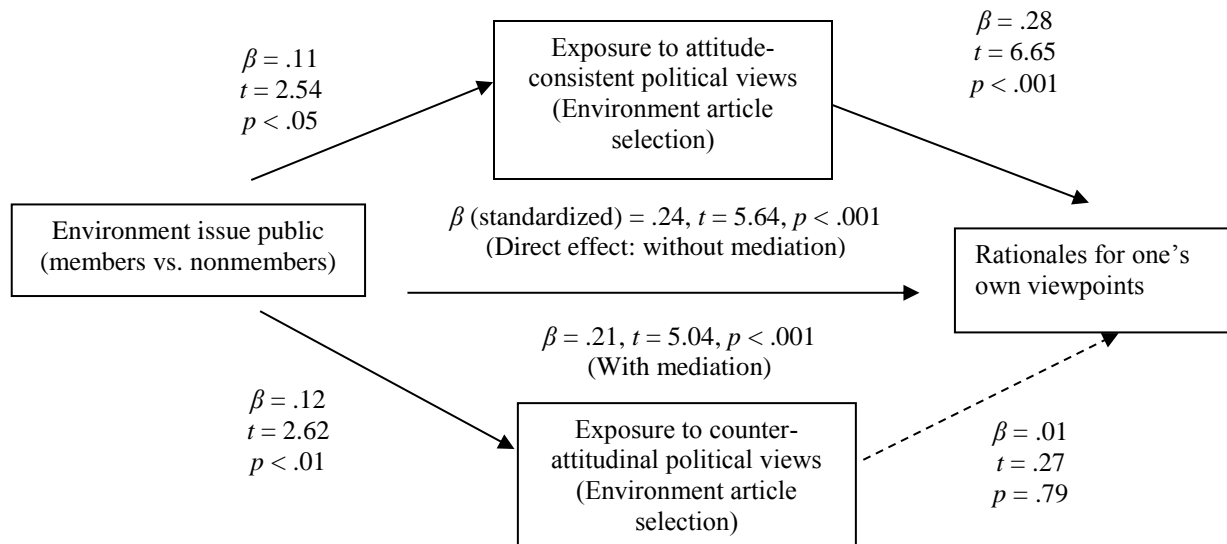 β = .11
t = 2.54
p < .05
Exposure to attitude-
consistent political views
(Environment article
selection)
β = .28
t = 6.65
p < .001
Environment issue public
(members vs. nonmembers)
β (standardized) = .24, t = 5.64, p < .001
(Direct effect: without mediation)
β = .21, t = 5.04, p < .001
(With mediation)
Rationales for one’s
own viewpoints
β = .12
t = 2.62
p < .01
Exposure to counter-
attitudinal political views
(Environment article
selection)
β = .01
t = .27
p = .79